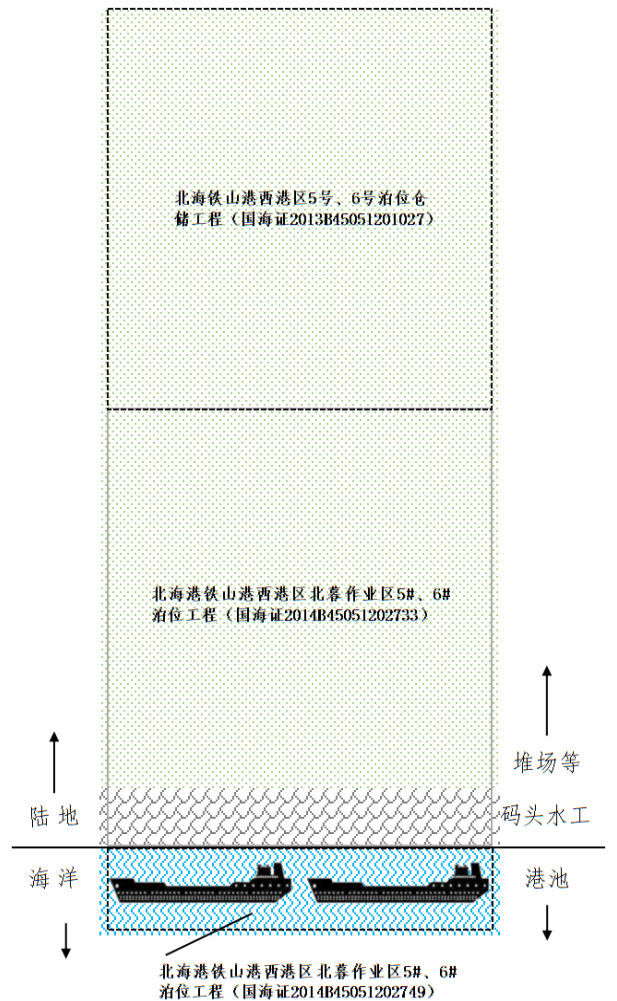 北海铁山港西港区5号、6号泊位仓
储工程（国海证2013B45051201027）
北海港铁山港西港区北暮作业区5#、6#
泊位工程（国海证2014B45051202733）
堆场等
陆地
码头水工
海洋
港池
北海港铁山港西港区北暮作业区5#、6#
泊位工程（国海证2014B45051202749）